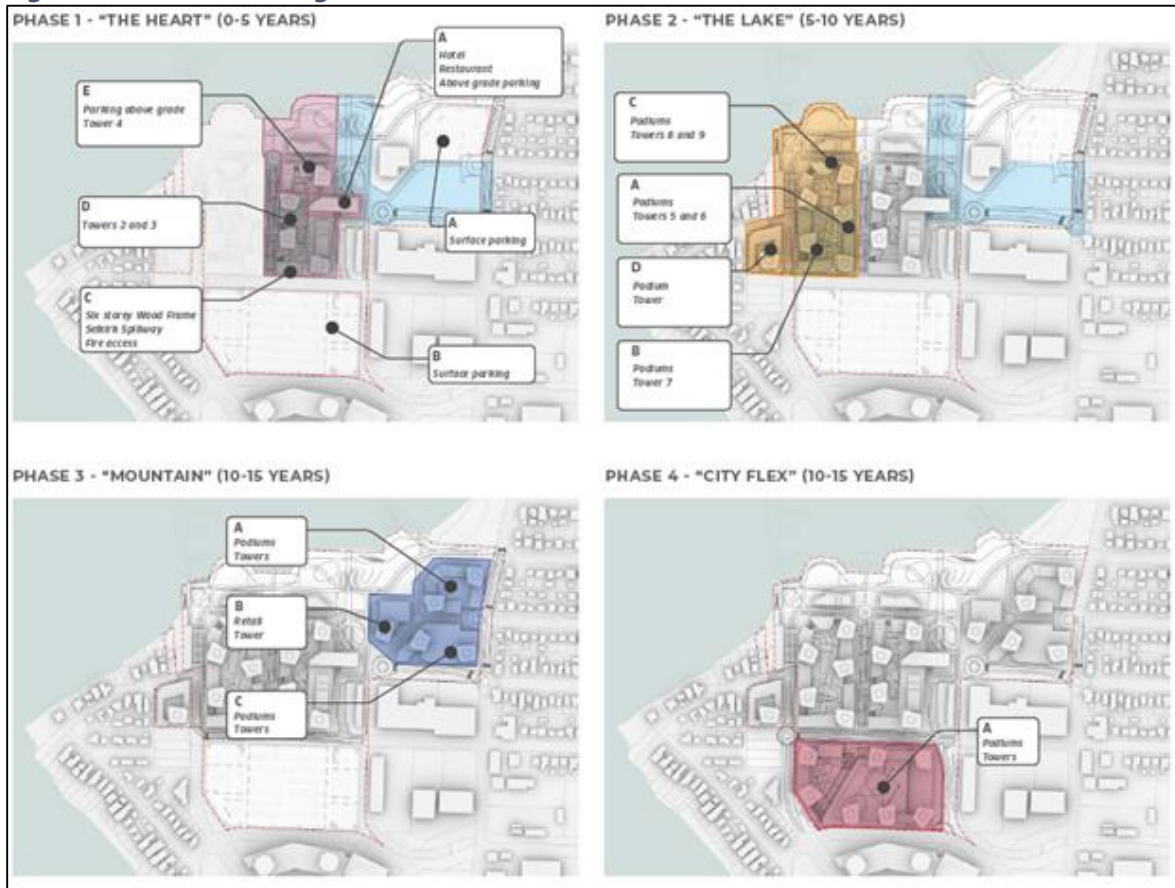 PHASE 1 - “THE HEART” (0-5 YEARS)
A
Hotel
Restaurant
Above grade parking
E
Parking above grade
Tower 4
D
Towers 2 and 3
A
Surface parking
C
Six storey Wood Frame
Selkirk Spillway
Fire access
B
Surface parking
PHASE 2 - “THE LAKE” (5-10 YEARS)
C
Podiums
Towers 8 and 9
A
Podiums
Towers 5 and 6
D
Podium
Tower
B
Podiums
Tower 7
PHASE 3 - “MOUNTAIN” (10-15 YEARS)
A
Podiums
Towers
B
Retail
Tower
C
Podiums
Towers
PHASE 4 - “CITY FLEX” (10-15 YEARS)
A
Podiums
Towers